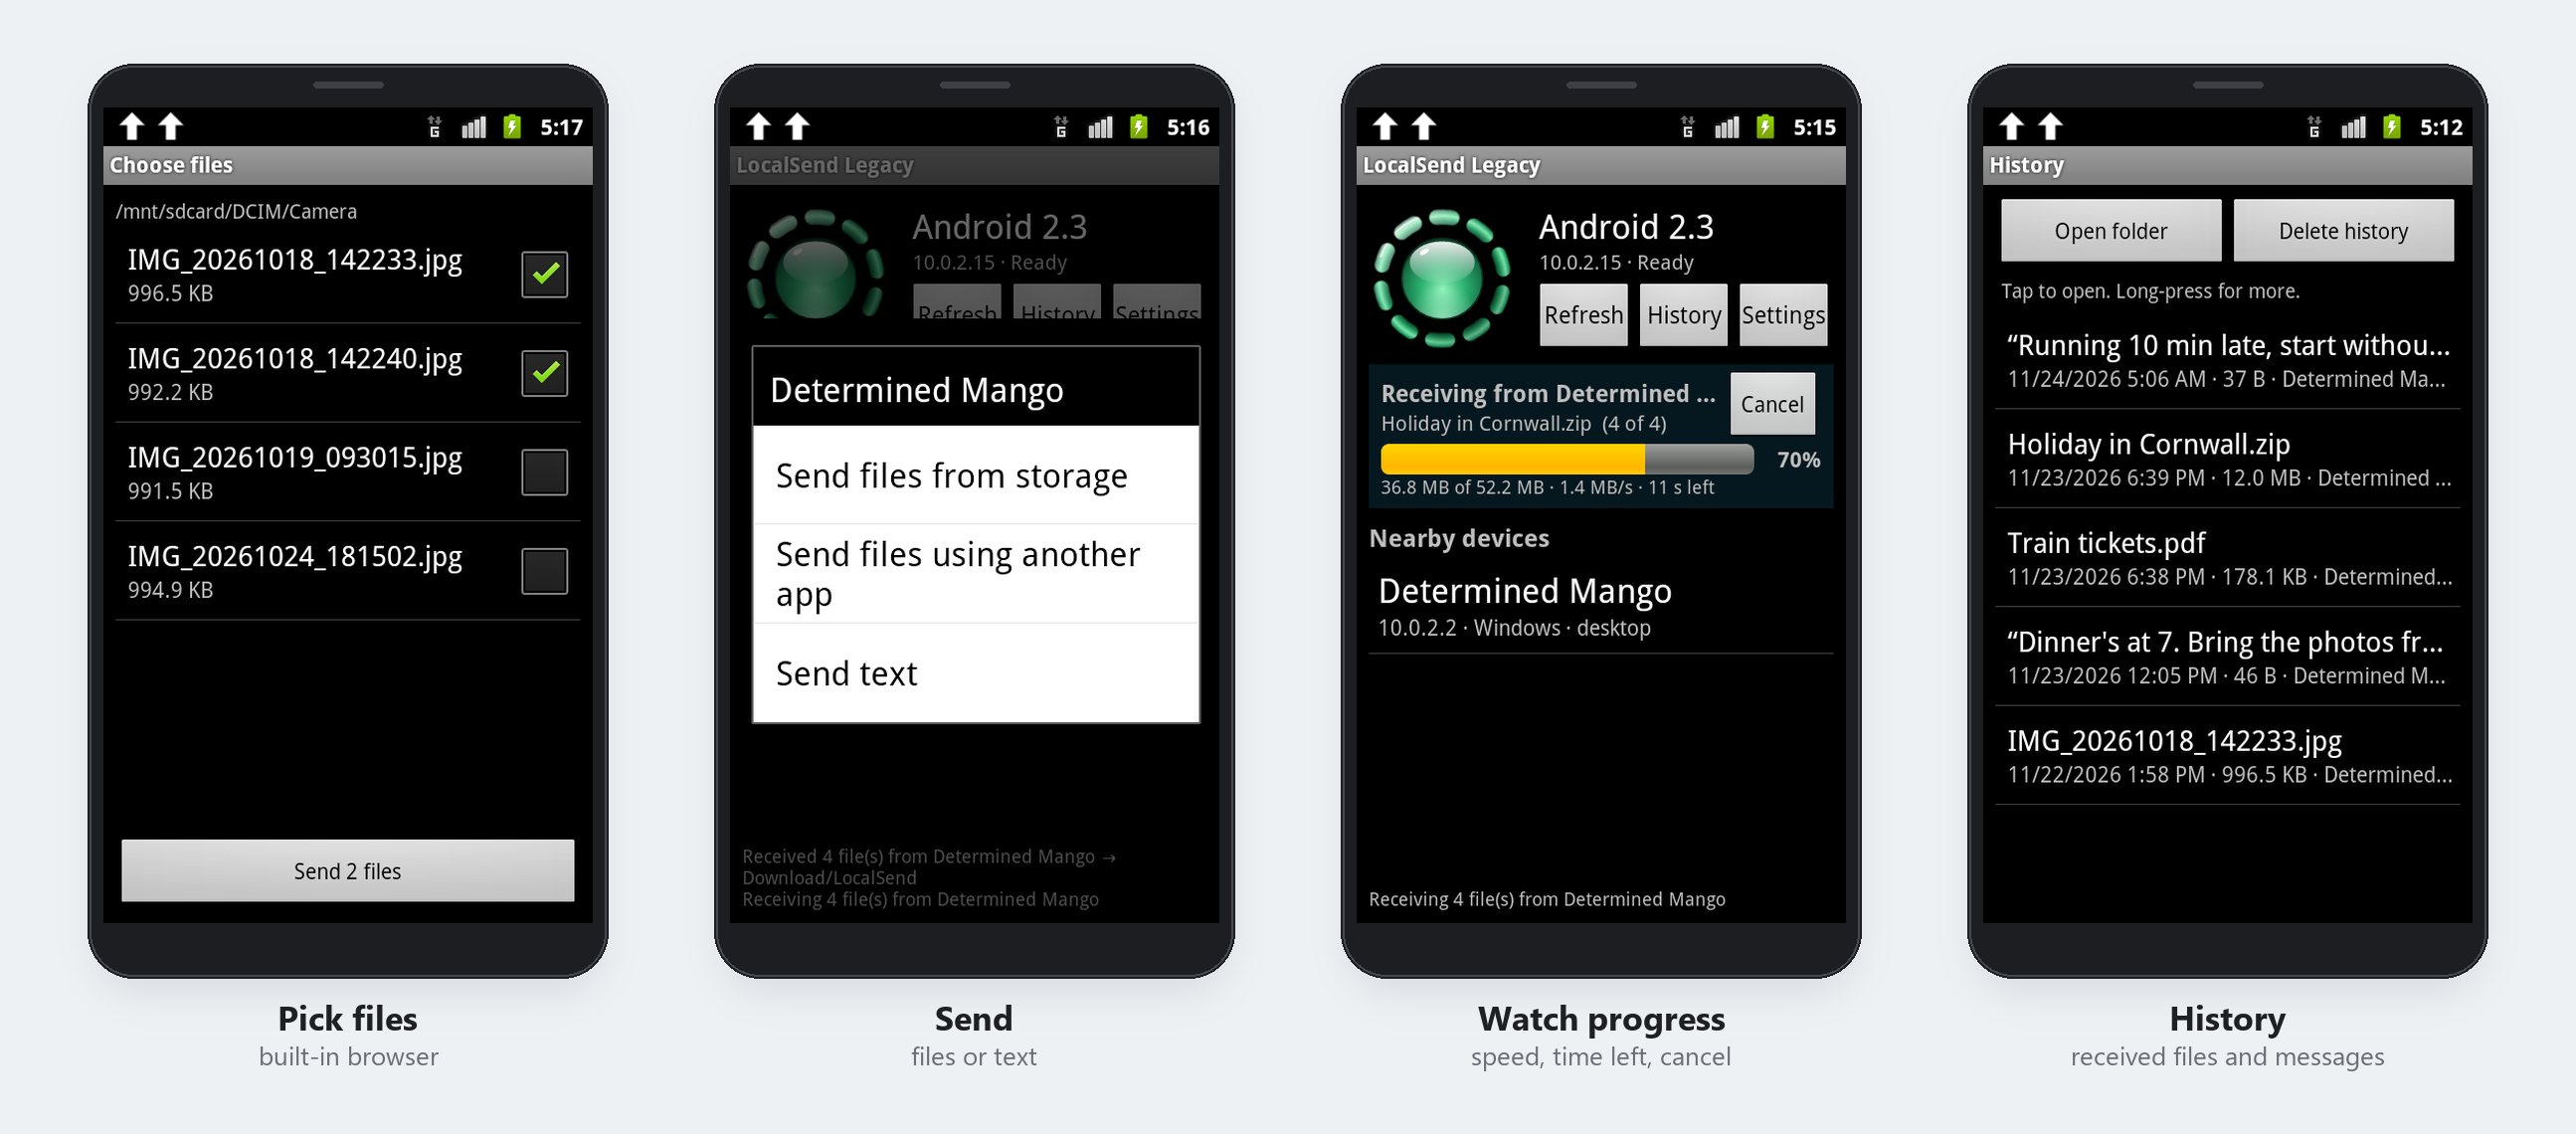 5:17
Choose files
/mnt/sdcard/DCIM/Camera
IMG_20261018_142233.jpg
996.5 KB
IMG_20261018_142240.jpg
992.2 KB
IMG_20261019_093015.jpg
991.5 KB
IMG_20261024_181502.jpg
994.9 KB
Send 2 files
Pick files
built-in browser
G
5:16
LocalSend Legacy
Android 2.3
10.0.2.15 · Ready
Refresh
History
Settings
Determined Mango
Send files from storage
Send files using another
app
Send text
Received 4 file(s) from Determined Mango →
Download/LocalSend
Receiving 4 file(s) from Determined Mango
Send
files or text
G
5:15
LocalSend Legacy
Android 2.3
10.0.2.15 · Ready
Refresh
History
Settings
Receiving from Determined ...
Cancel
Holiday in Cornwall.zip (4 of 4)
70%
36.8 MB of 52.2 MB · 1.4 MB/s · 11 s left
Nearby devices
Determined Mango
10.0.2.2 · Windows · desktop
Receiving 4 file(s) from Determined Mango
Watch progress
speed, time left, cancel
G
5:12
History
Open folder
Delete history
Tap to open. Long-press for more.
“Running 10 min late, start withou...
11/24/2026 5:06 AM · 37 B · Determined Ma...
Holiday in Cornwall.zip
11/23/2026 6:39 PM · 12.0 MB · Determined ...
Train tickets.pdf
11/23/2026 6:38 PM · 178.1 KB · Determined...
“Dinner's at 7. Bring the photos fr...
11/23/2026 12:05 PM · 46 B · Determined M...
IMG_20261018_142233.jpg
11/22/2026 1:58 PM · 996.5 KB · Determined...
History
received files and messages